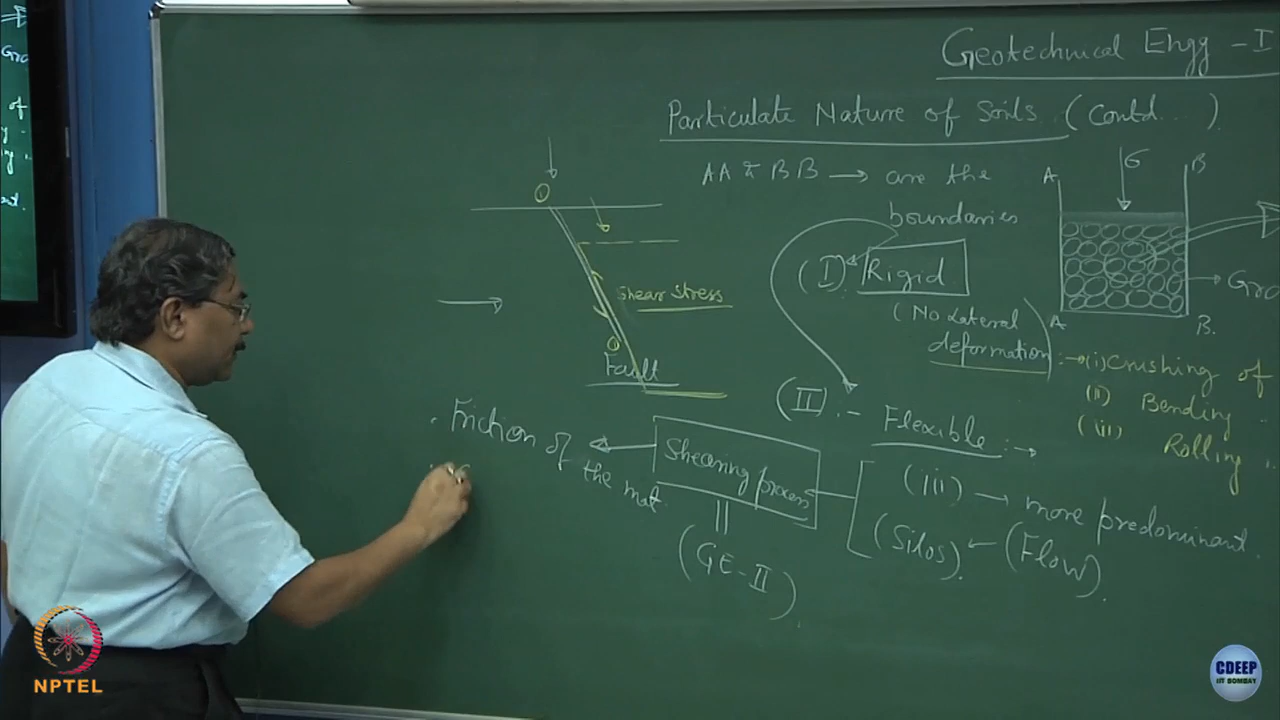 Geotechnical Engg - I
Particulate Nature of Soils (Contd...)
AA & BB → are the
boundaries
(I) Rigid
(No Lateral
deformation)
:→ (i) Crushing of
(ii) Bending
(iii) Rolling
(II) :- Flexible :→
(iii) → more predominant.
(Silos) ← (Flow).
Shearing process
(GE-II)
. Friction of
the mat.
①
Shear stress
①
Fault
A
B
σ
A
B
NPTEL
CDEEP
IIT BOMBAY